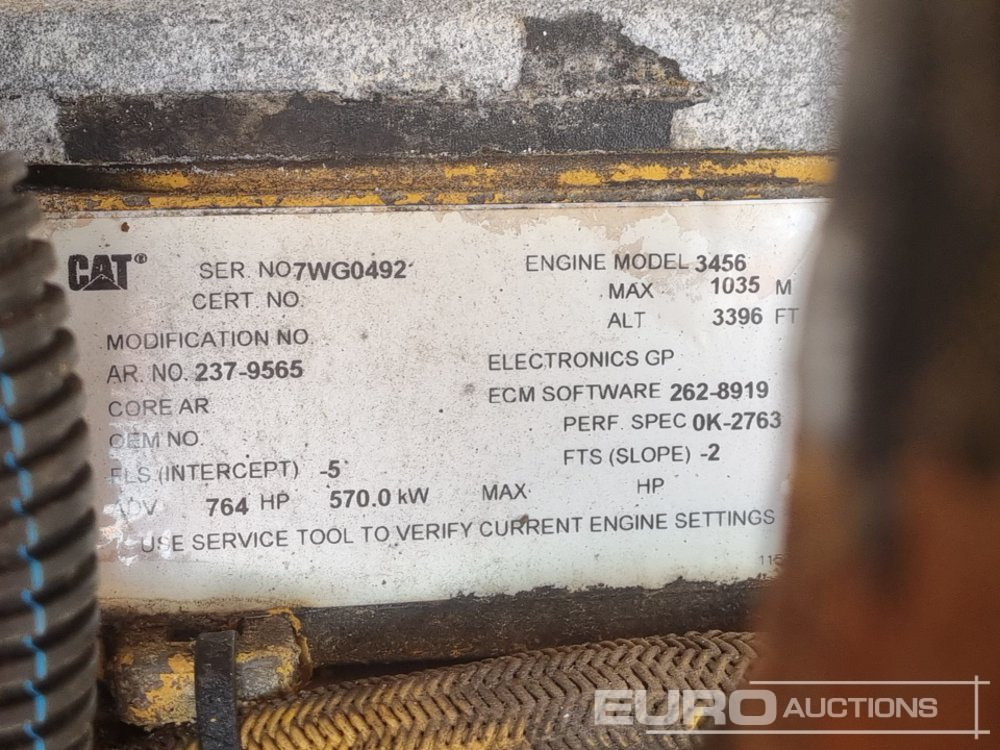 CAT® SER. NO 7WG0492 ENGINE MODEL 3456
CERT. NO. MAX 1035 M
ALT 3396 FT
MODIFICATION NO.
AR. NO. 237-9565 ELECTRONICS GP
CORE AR ECM SOFTWARE 262-8919
OEM NO. PERF. SPEC 0K-2763
FLS (INTERCEPT) -5 FTS (SLOPE) -2
ADV 764 HP 570.0 kW MAX HP
USE SERVICE TOOL TO VERIFY CURRENT ENGINE SETTINGS
EURO AUCTIONS